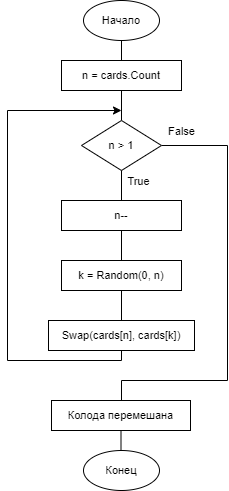 Начало
n = cards.Count
n > 1
False
True
n--
k = Random(0, n)
Swap(cards[n], cards[k])
Колода перемешана
Конец